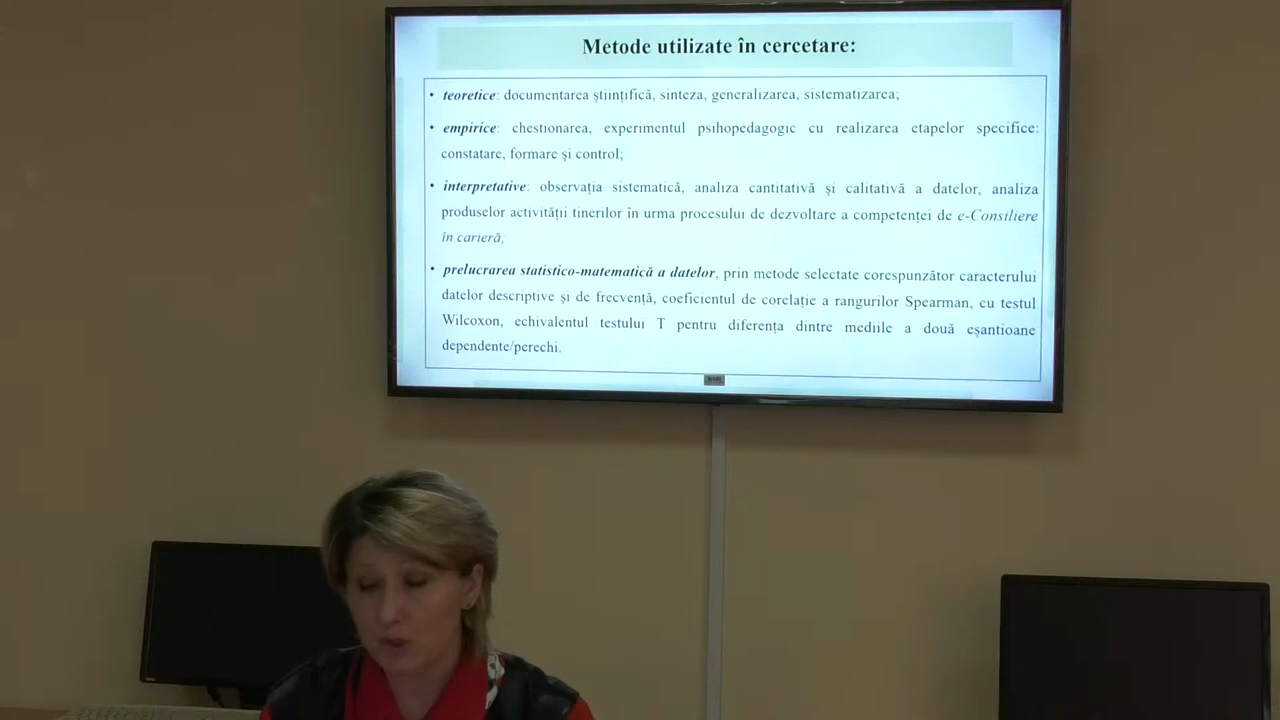 Metode utilizate în cercetare:
• teoretice: documentarea științifică, sinteza, generalizarea, sistematizarea;
• empirice: chestionarea, experimentul psihopedagogic cu realizarea etapelor specifice:
constatare, formare și control;
• interpretative: observația sistematică, analiza cantitativă și calitativă a datelor, analiza
produselor activității tinerilor în urma procesului de dezvoltare a competenței de e-Consiliere
în carieră,
• prelucrarea statistico-matematică a datelor, prin metode selectate corespunzător caracterului
datelor descriptive și de frecvență, coeficientul de corelație a rangurilor Spearman, cu testul
Wilcoxon, echivalentul testului T pentru diferența dintre mediile a două eșantioane
dependente/perechi.